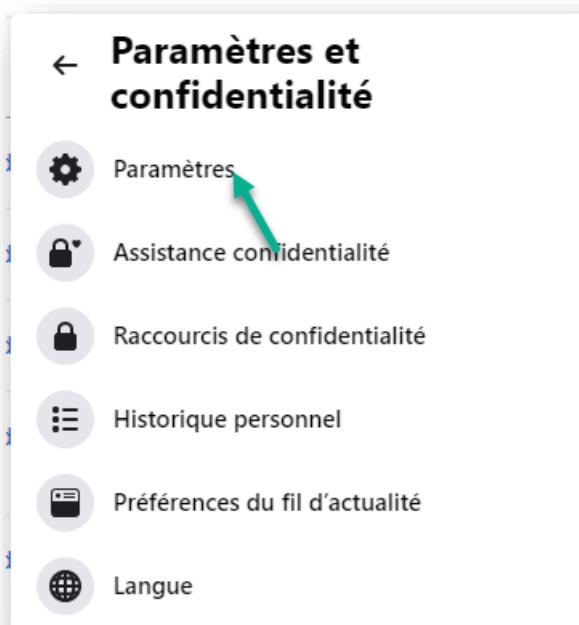 Paramètres et
confidentialité
Paramètres
Assistance confidentialité
Raccourcis de confidentialité
Historique personnel
Préférences du fil d’actualité
Langue